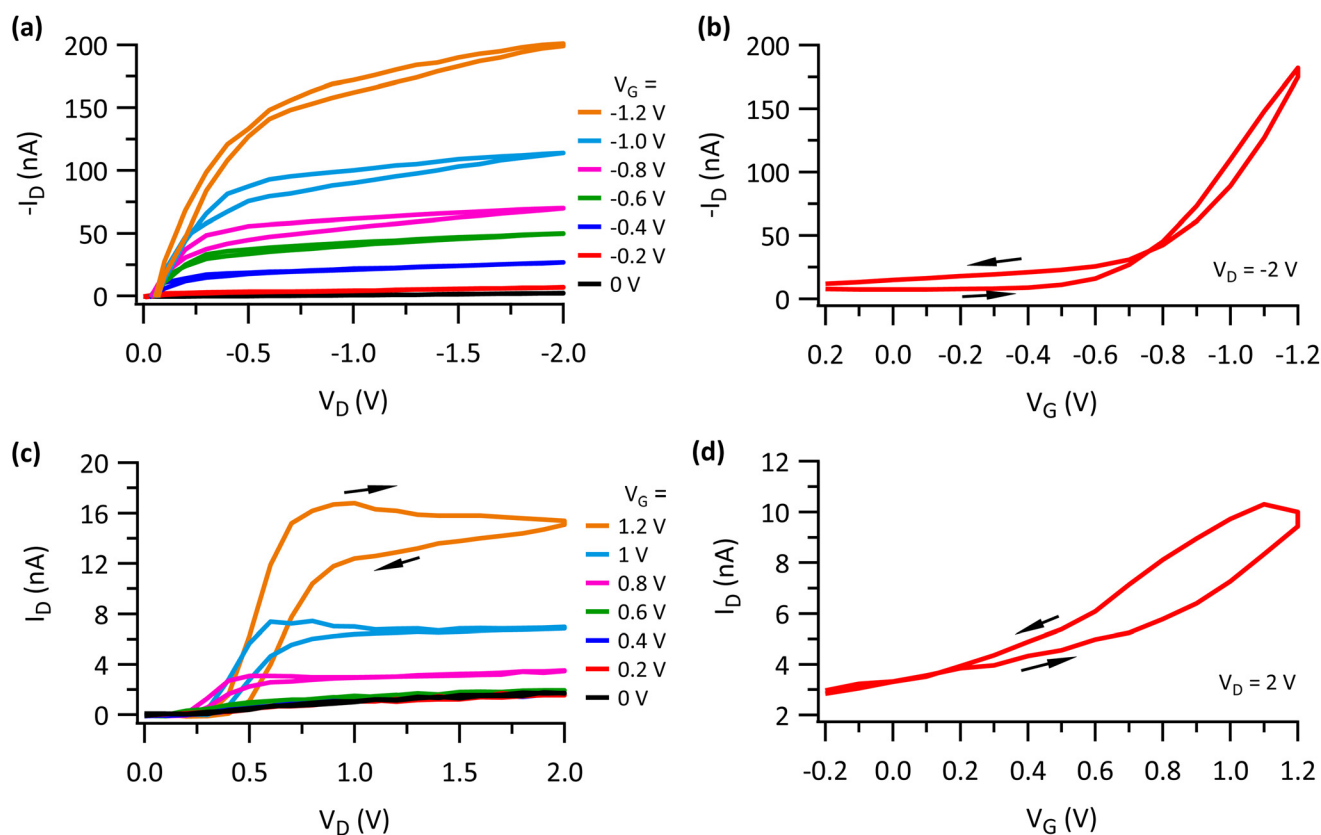 (a)
200
150
100
50
0
-I_D (nA)
0.0 -0.5 -1.0 -1.5 -2.0
V_D (V)
V_G =
-1.2 V
-1.0 V
-0.8 V
-0.6 V
-0.4 V
-0.2 V
0 V
(b)
200
150
100
50
0
-I_D (nA)
V_D = -2 V
0.2 0.0 -0.2 -0.4 -0.6 -0.8 -1.0 -1.2
V_G (V)
(c)
20
16
12
8
4
0
I_D (nA)
0.0 0.5 1.0 1.5 2.0
V_D (V)
V_G =
1.2 V
1 V
0.8 V
0.6 V
0.4 V
0.2 V
0 V
(d)
12
10
8
6
4
2
I_D (nA)
V_D = 2 V
-0.2 0.0 0.2 0.4 0.6 0.8 1.0 1.2
V_G (V)